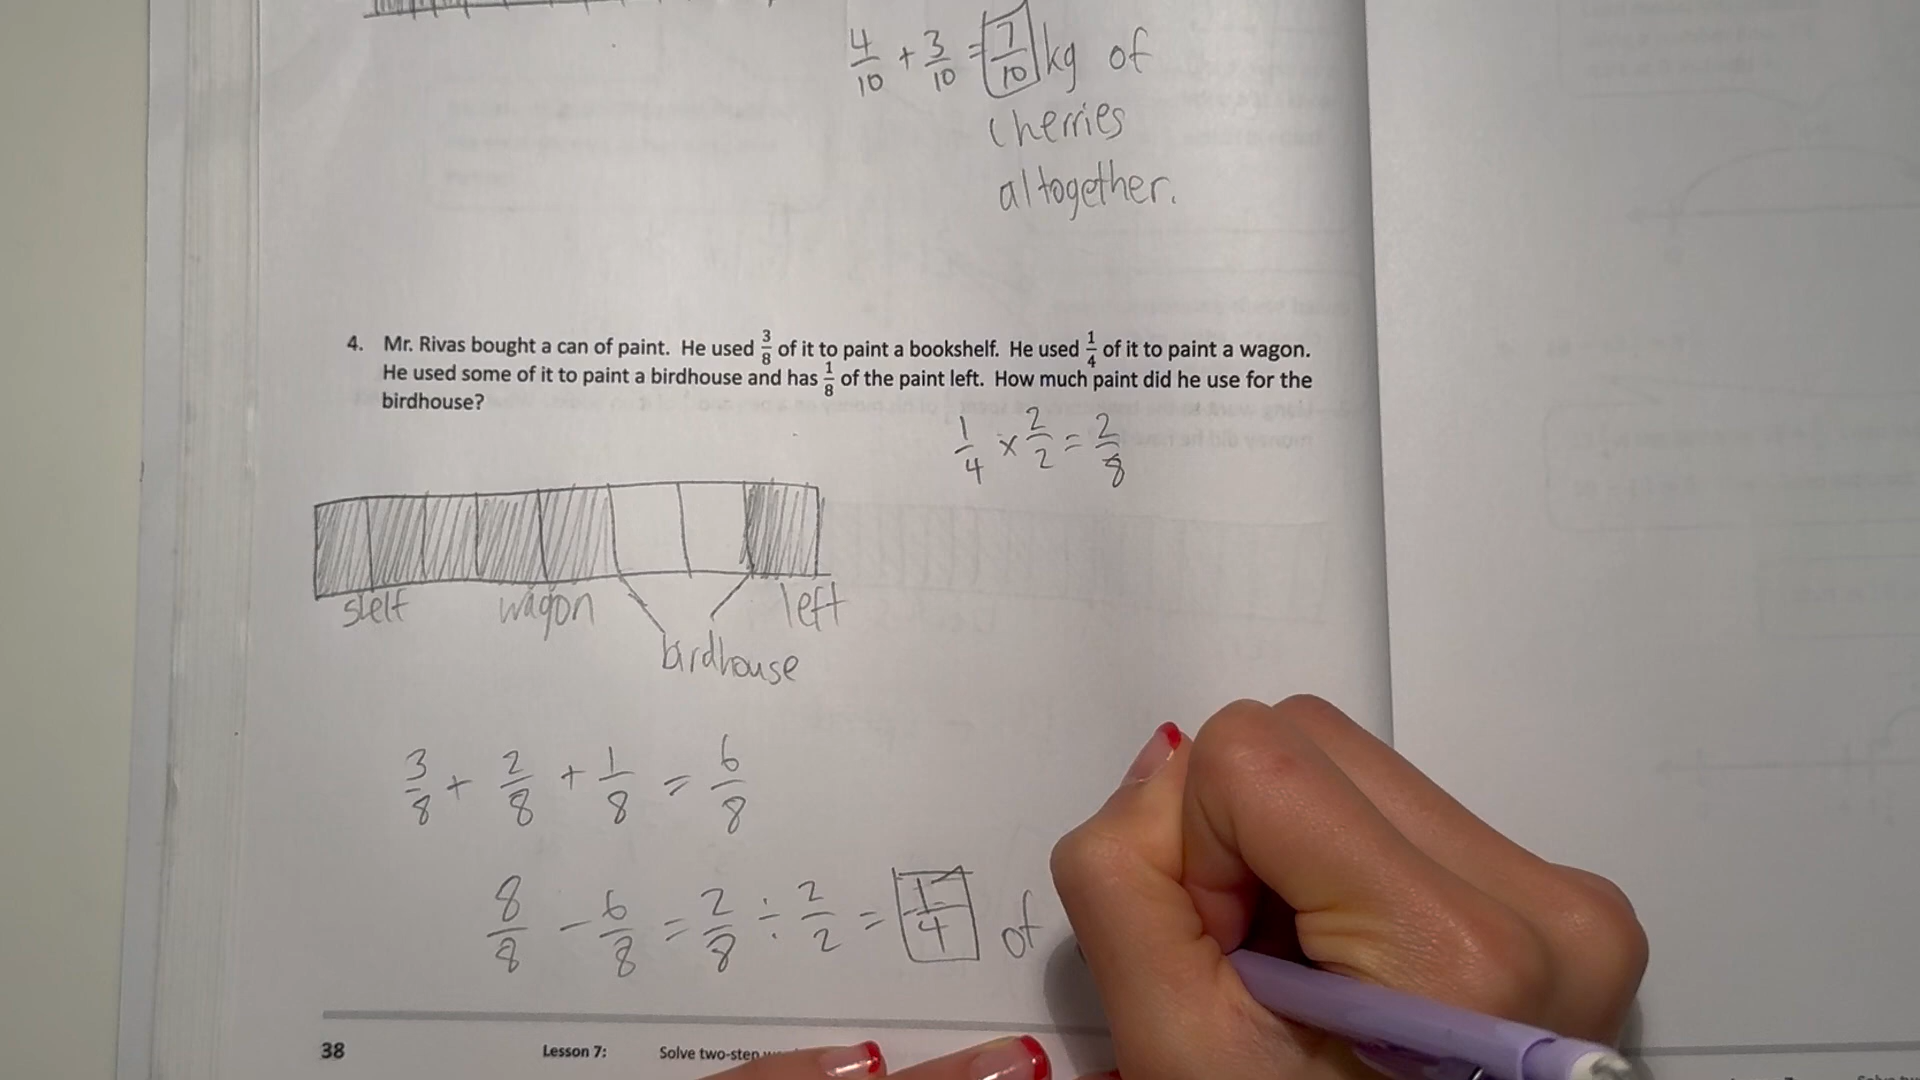 4/10 + 3/10 = 7/10 kg of
cherries
altogether.
4. Mr. Rivas bought a can of paint. He used 3/8 of it to paint a bookshelf. He used 1/4 of it to paint a wagon.
He used some of it to paint a birdhouse and has 1/8 of the paint left. How much paint did he use for the
birdhouse?
1/4 × 2/2 = 2/8
shelf wagon left
birdhouse
3/8 + 2/8 + 1/8 = 6/8
8/8 - 6/8 = 2/8 ÷ 2/2 = 1/4 of
38 Lesson 7: Solve two-step